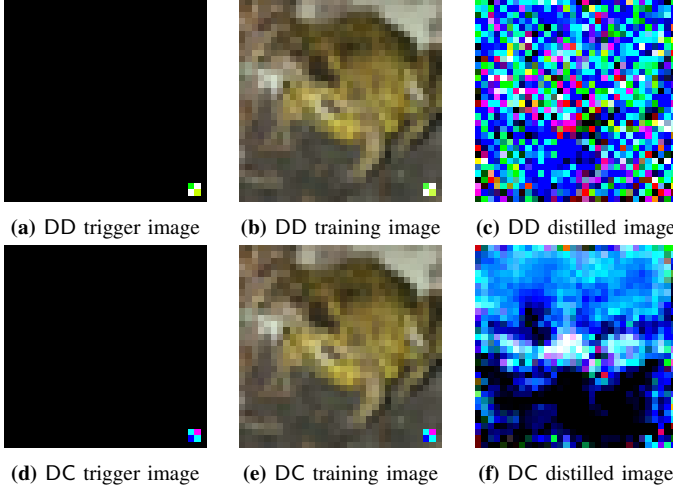 (a) DD trigger image
(b) DD training image
(c) DD distilled image
(d) DC trigger image
(e) DC training image
(f) DC distilled image